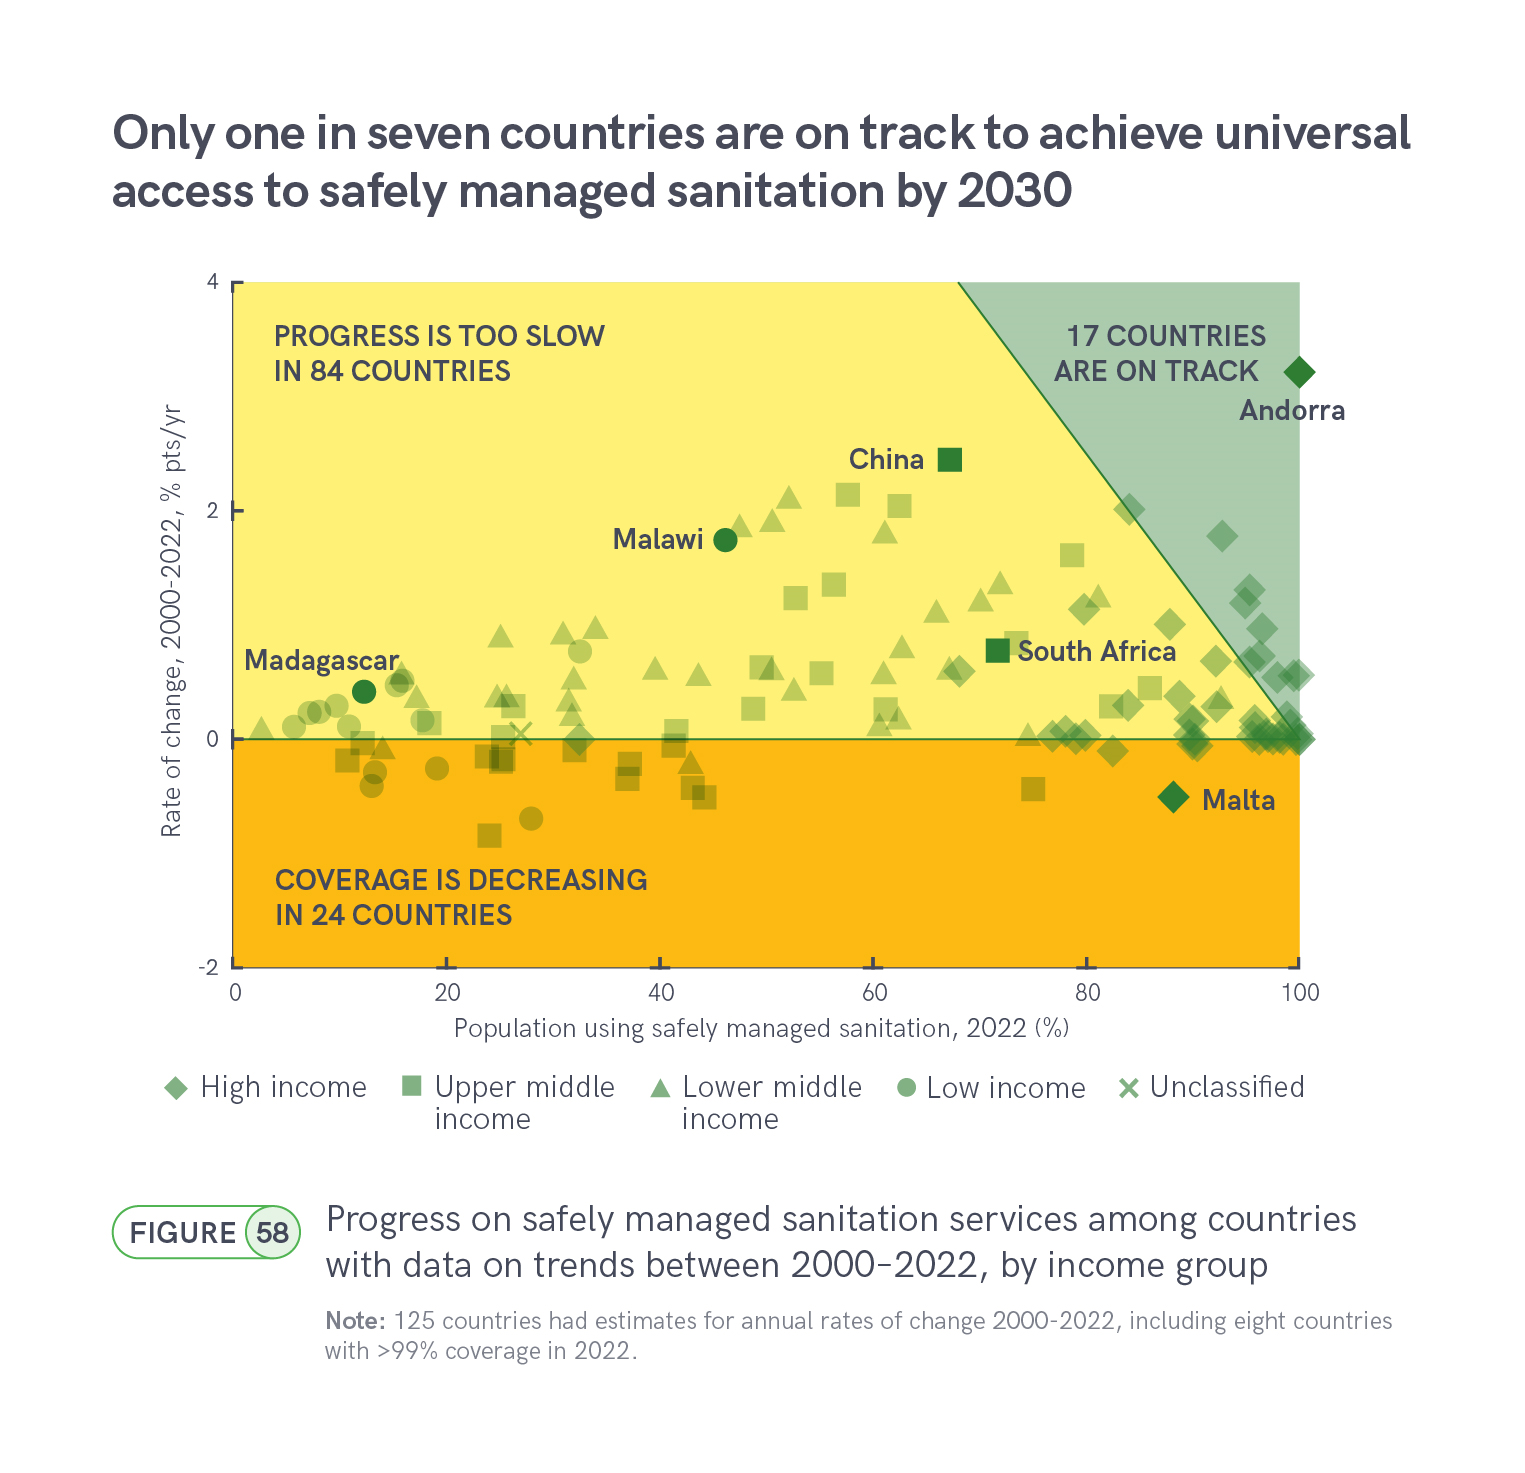 Only one in seven countries are on track to achieve universal
access to safely managed sanitation by 2030
4
PROGRESS IS TOO SLOW
IN 84 COUNTRIES
17 COUNTRIES
ARE ON TRACK
Andorra
China
2
Malawi
Rate of change, 2000-2022, % pts/yr
Madagascar
South Africa
0
Malta
COVERAGE IS DECREASING
IN 24 COUNTRIES
-2
0 20 40 60 80 100
Population using safely managed sanitation, 2022 (%)
High income
Upper middle
income
Lower middle
income
Low income
Unclassified
FIGURE 58
Progress on safely managed sanitation services among countries
with data on trends between 2000–2022, by income group
Note: 125 countries had estimates for annual rates of change 2000-2022, including eight countries
with >99% coverage in 2022.